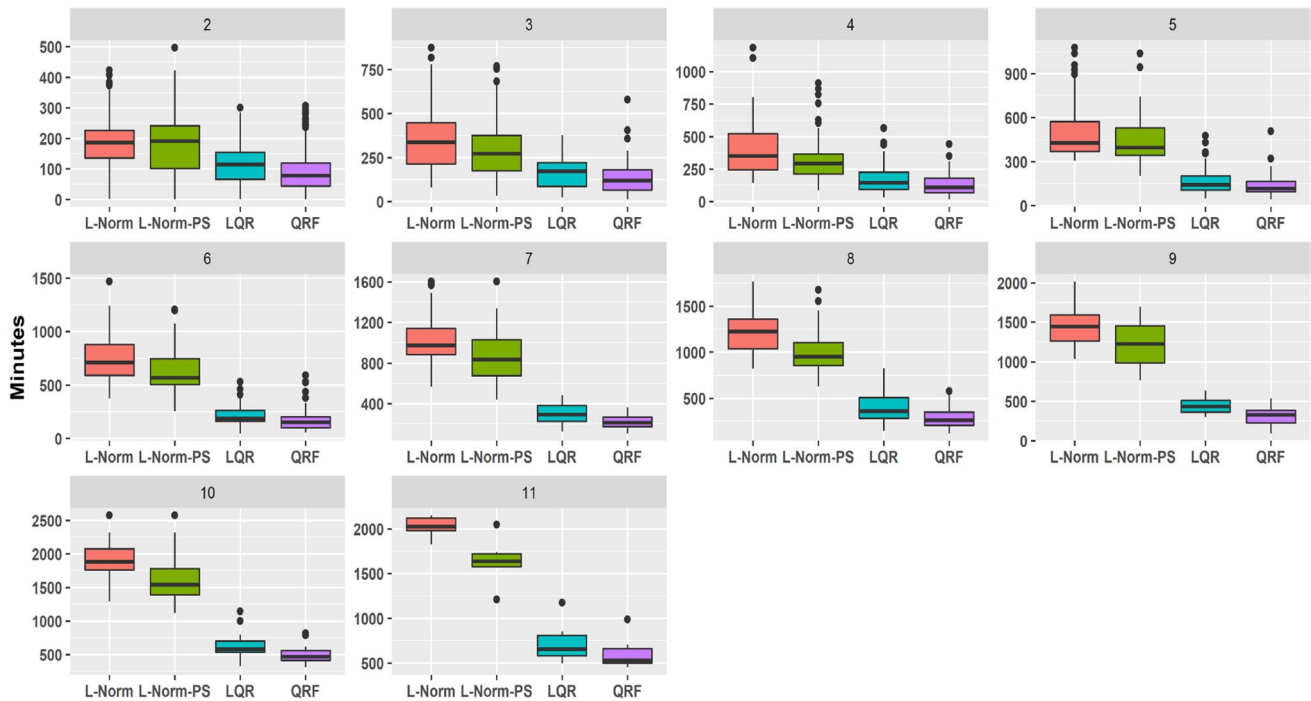 2 3 4 5
500 400 300 200 100 0
750 500 250 0
1000 750 500 250 0
900 600 300 0
L-Norm L-Norm-PS LQR QRF L-Norm L-Norm-PS LQR QRF L-Norm L-Norm-PS LQR QRF L-Norm L-Norm-PS LQR QRF
Minutes
6 7 8 9
1500 1000 500 0
1600 1200 800 400
1500 1000 500
2000 1500 1000 500 0
L-Norm L-Norm-PS LQR QRF L-Norm L-Norm-PS LQR QRF L-Norm L-Norm-PS LQR QRF L-Norm L-Norm-PS LQR QRF
10 11
2500 2000 1500 1000 500
2000 1500 1000 500
L-Norm L-Norm-PS LQR QRF L-Norm L-Norm-PS LQR QRF